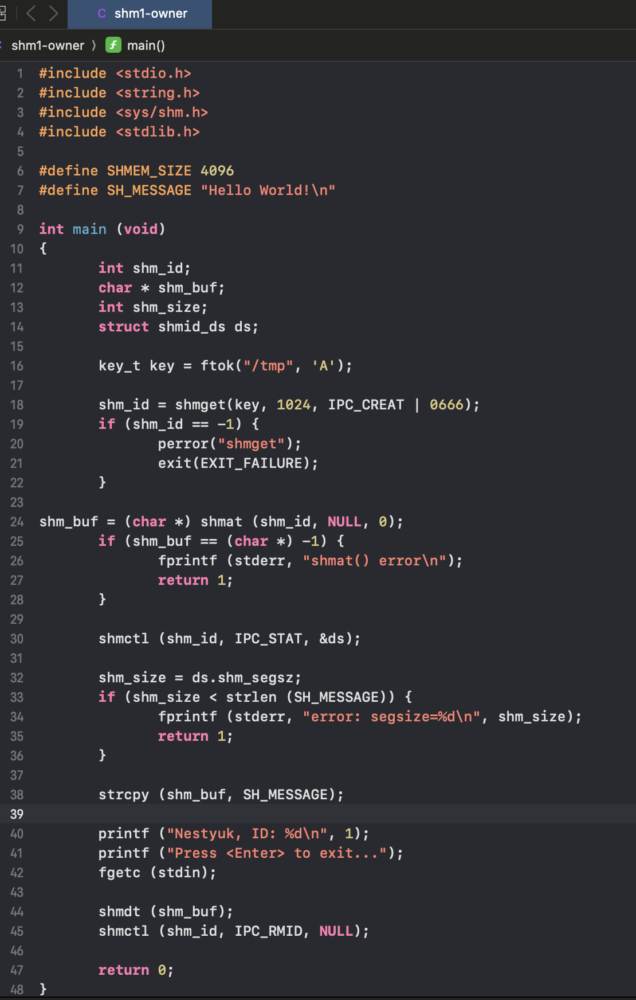 C shm1-owner
shm1-owner 〉 f main()
1 #include <stdio.h>
2 #include <string.h>
3 #include <sys/shm.h>
4 #include <stdlib.h>
5
6 #define SHMEM_SIZE 4096
7 #define SH_MESSAGE "Hello World!\n"
8
9 int main (void)
10 {
11 int shm_id;
12 char * shm_buf;
13 int shm_size;
14 struct shmid_ds ds;
15
16 key_t key = ftok("/tmp", 'A');
17
18 shm_id = shmget(key, 1024, IPC_CREAT | 0666);
19 if (shm_id == -1) {
20 perror("shmget");
21 exit(EXIT_FAILURE);
22 }
23
24 shm_buf = (char *) shmat (shm_id, NULL, 0);
25 if (shm_buf == (char *) -1) {
26 fprintf (stderr, "shmat() error\n");
27 return 1;
28 }
29
30 shmctl (shm_id, IPC_STAT, &ds);
31
32 shm_size = ds.shm_segsz;
33 if (shm_size < strlen (SH_MESSAGE)) {
34 fprintf (stderr, "error: segsize=%d\n", shm_size);
35 return 1;
36 }
37
38 strcpy (shm_buf, SH_MESSAGE);
39
40 printf ("Nestyuk, ID: %d\n", 1);
41 printf ("Press <Enter> to exit...");
42 fgetc (stdin);
43
44 shmdt (shm_buf);
45 shmctl (shm_id, IPC_RMID, NULL);
46
47 return 0;
48 }